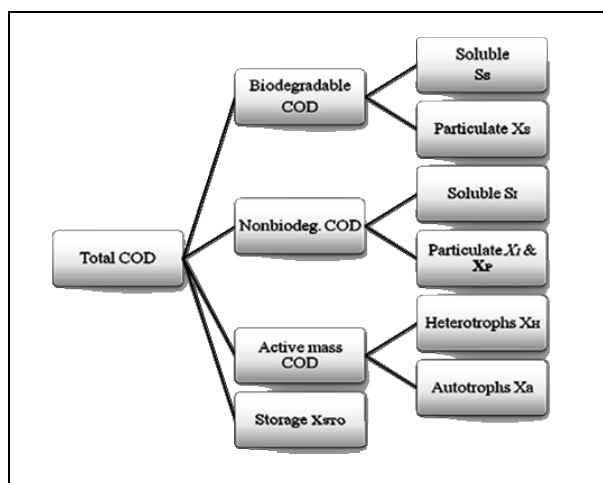 Total COD
Biodegradable
COD
Nonbiodeg. COD
Active mass
COD
Storage XSTO
Soluble
SS
Particulate XS
Soluble SI
Particulate XI &
XP
Heterotrophs XH
Autotrophs Xa